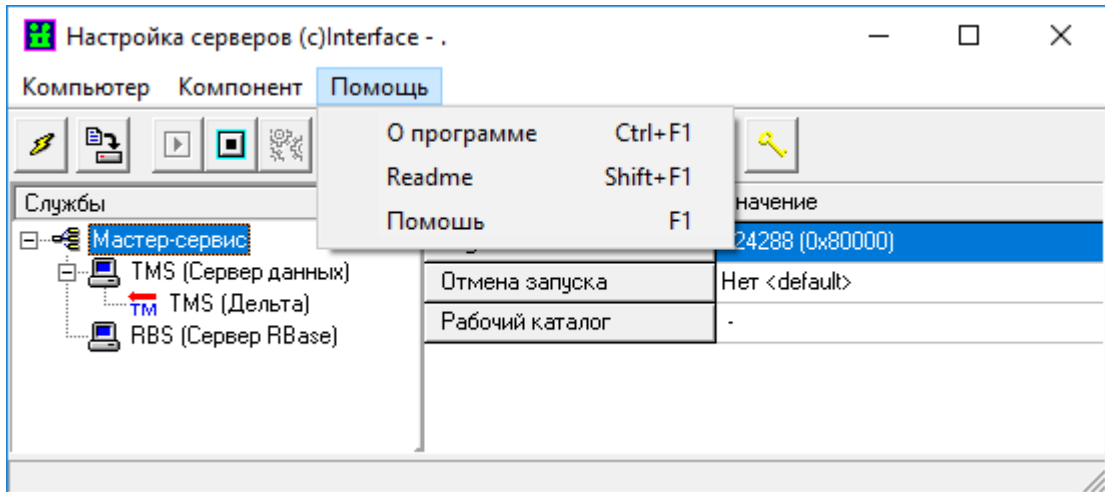 Настройка серверов (c)Interface - .
Компьютер Компонент Помощь
О программе Ctrl+F1
Readme Shift+F1
Помошь F1
Службы
начение
Мастер-сервис
24288 (0x80000)
TMS (Сервер данных)
Отмена запуска Нет <default>
TM TMS (Дельта)
Рабочий каталог -
RBS (Сервер RBase)